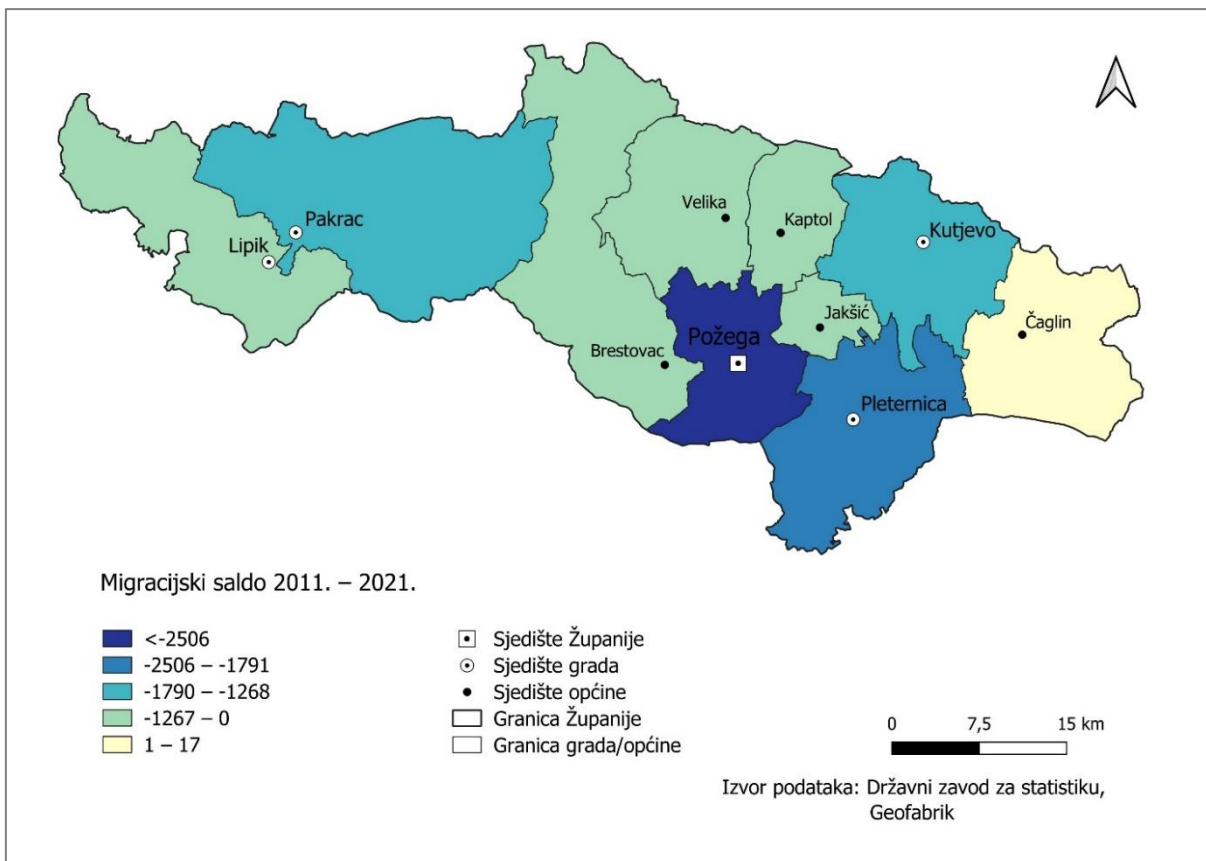 Pakrac
Lipik
Velika
Kaptol
Kutjevo
Čaglin
Jakšić
Požega
Brestovac
Pleternica
Migracijski saldo 2011. – 2021.
<-2506
-2506 – -1791
-1790 – -1268
-1267 – 0
1 – 17
Sjedište Županije
Sjedište grada
Sjedište općine
Granica Županije
Granica grada/općine
0 7,5 15 km
Izvor podataka: Državni zavod za statistiku,
Geofabrik